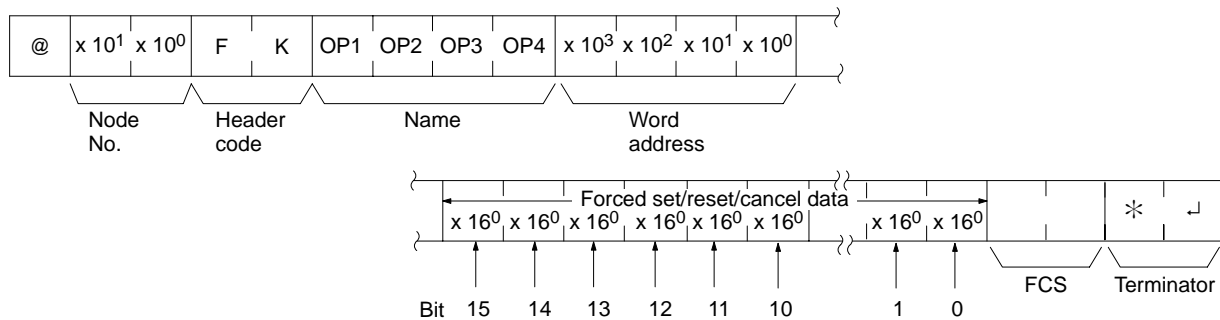 @ x 10¹ x 10⁰ F K OP1 OP2 OP3 OP4 x 10³ x 10² x 10¹ x 10⁰
Node No. Header code Name Word address
Forced set/reset/cancel data
x 16⁰ x 16⁰ x 16⁰ x 16⁰ x 16⁰ x 16⁰ x 16⁰ x 16⁰ * ↵
FCS Terminator
Bit 15 14 13 12 11 10 1 0